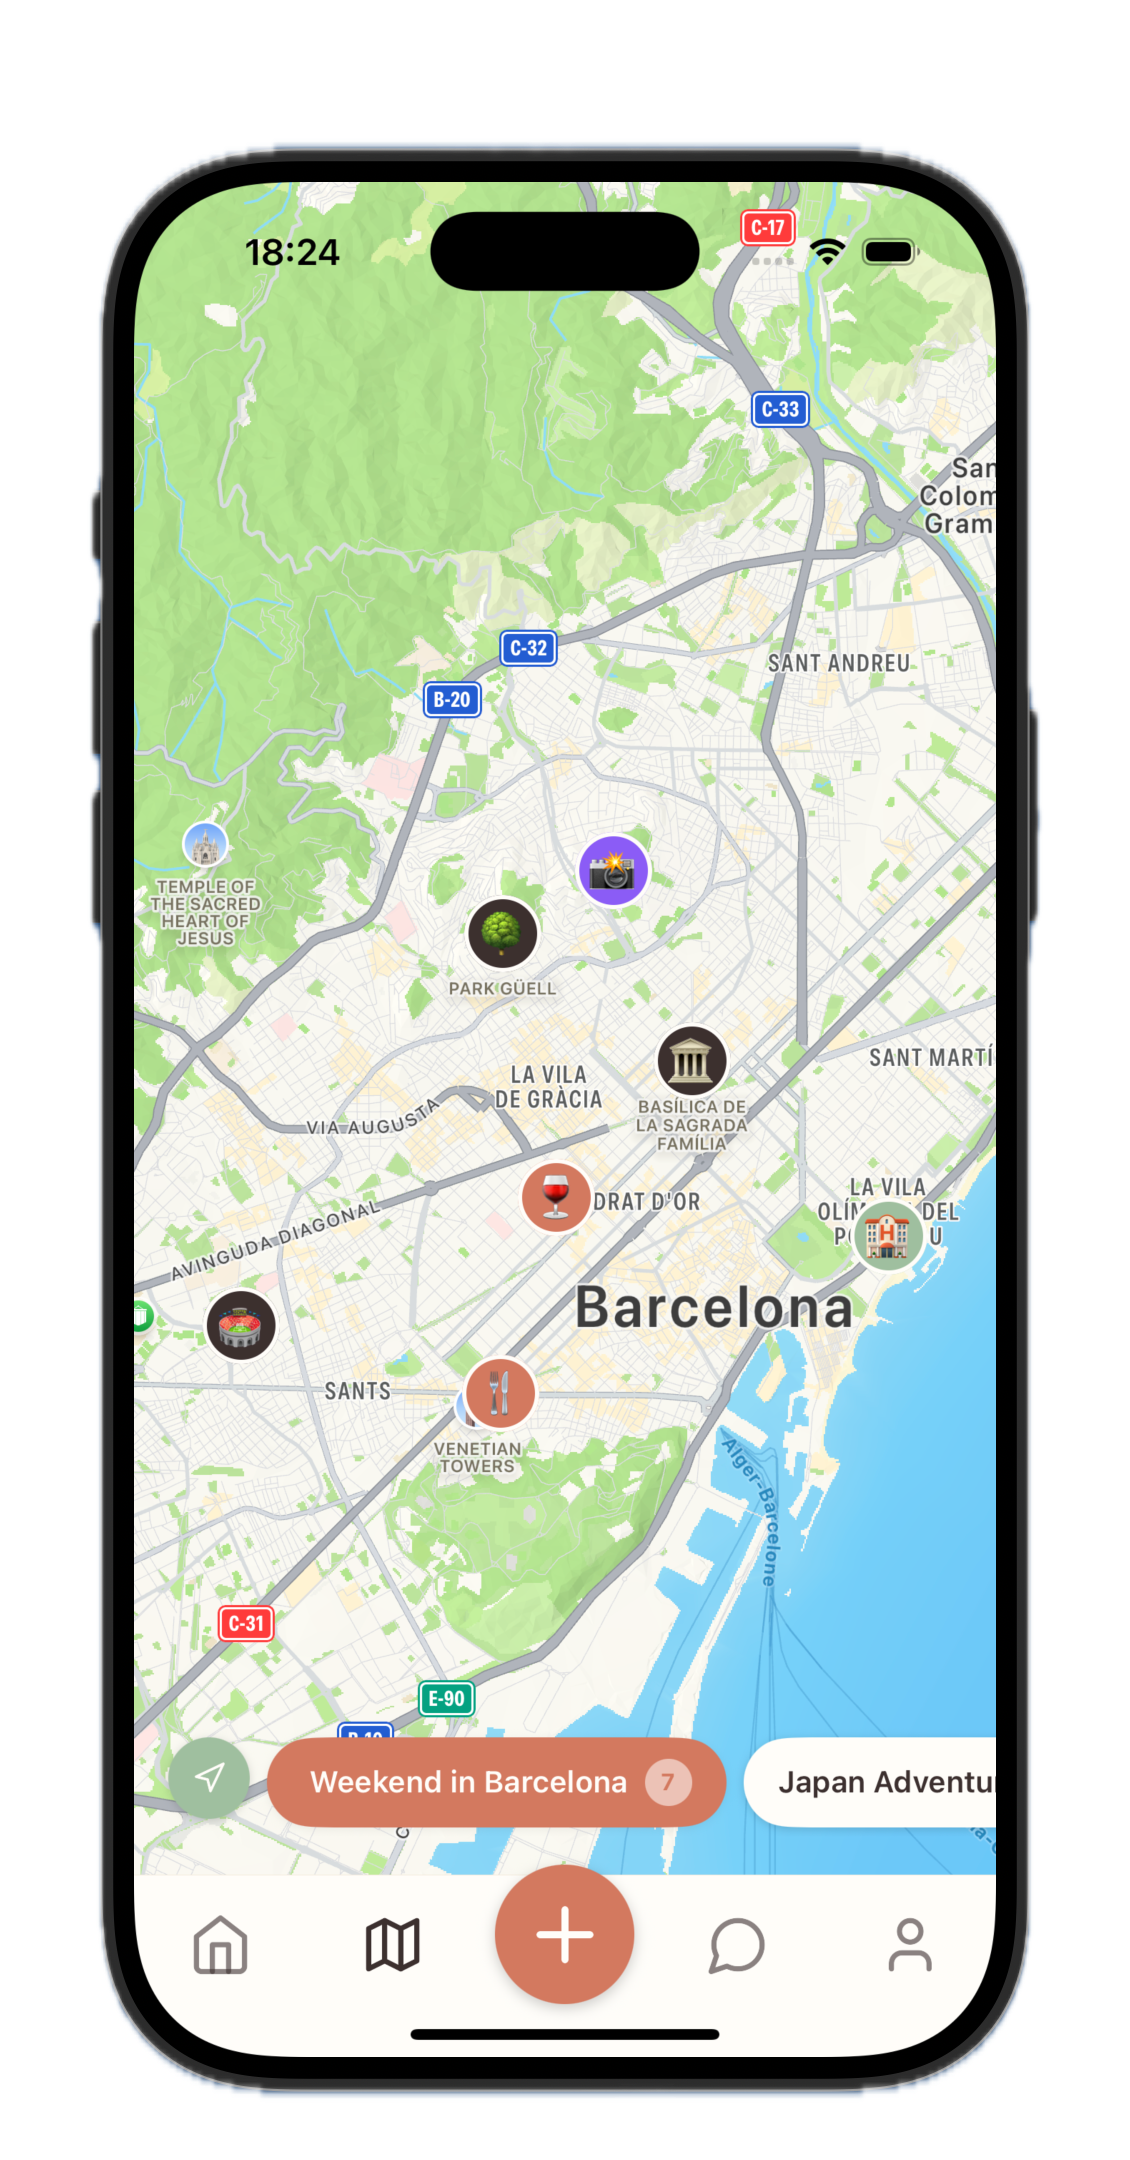 18:24
C-17
C-33
San
Colom
Gram
C-32
SANT ANDREU
B-20
TEMPLE OF
THE SACRED
HEART OF
JESUS
PARK GÜELL
SANT MARTÍ
LA VILA
DE GRÀCIA
BASÍLICA DE
LA SAGRADA
FAMÍLIA
VIA AUGUSTA
LA VILA
DEL
DRAT D'OR
AVINGUDA DIAGONAL
H
Barcelona
SANTS
VENETIAN
TOWERS
Alger-Barcelone
C-31
E-90
Weekend in Barcelona 7
Japan Adventur